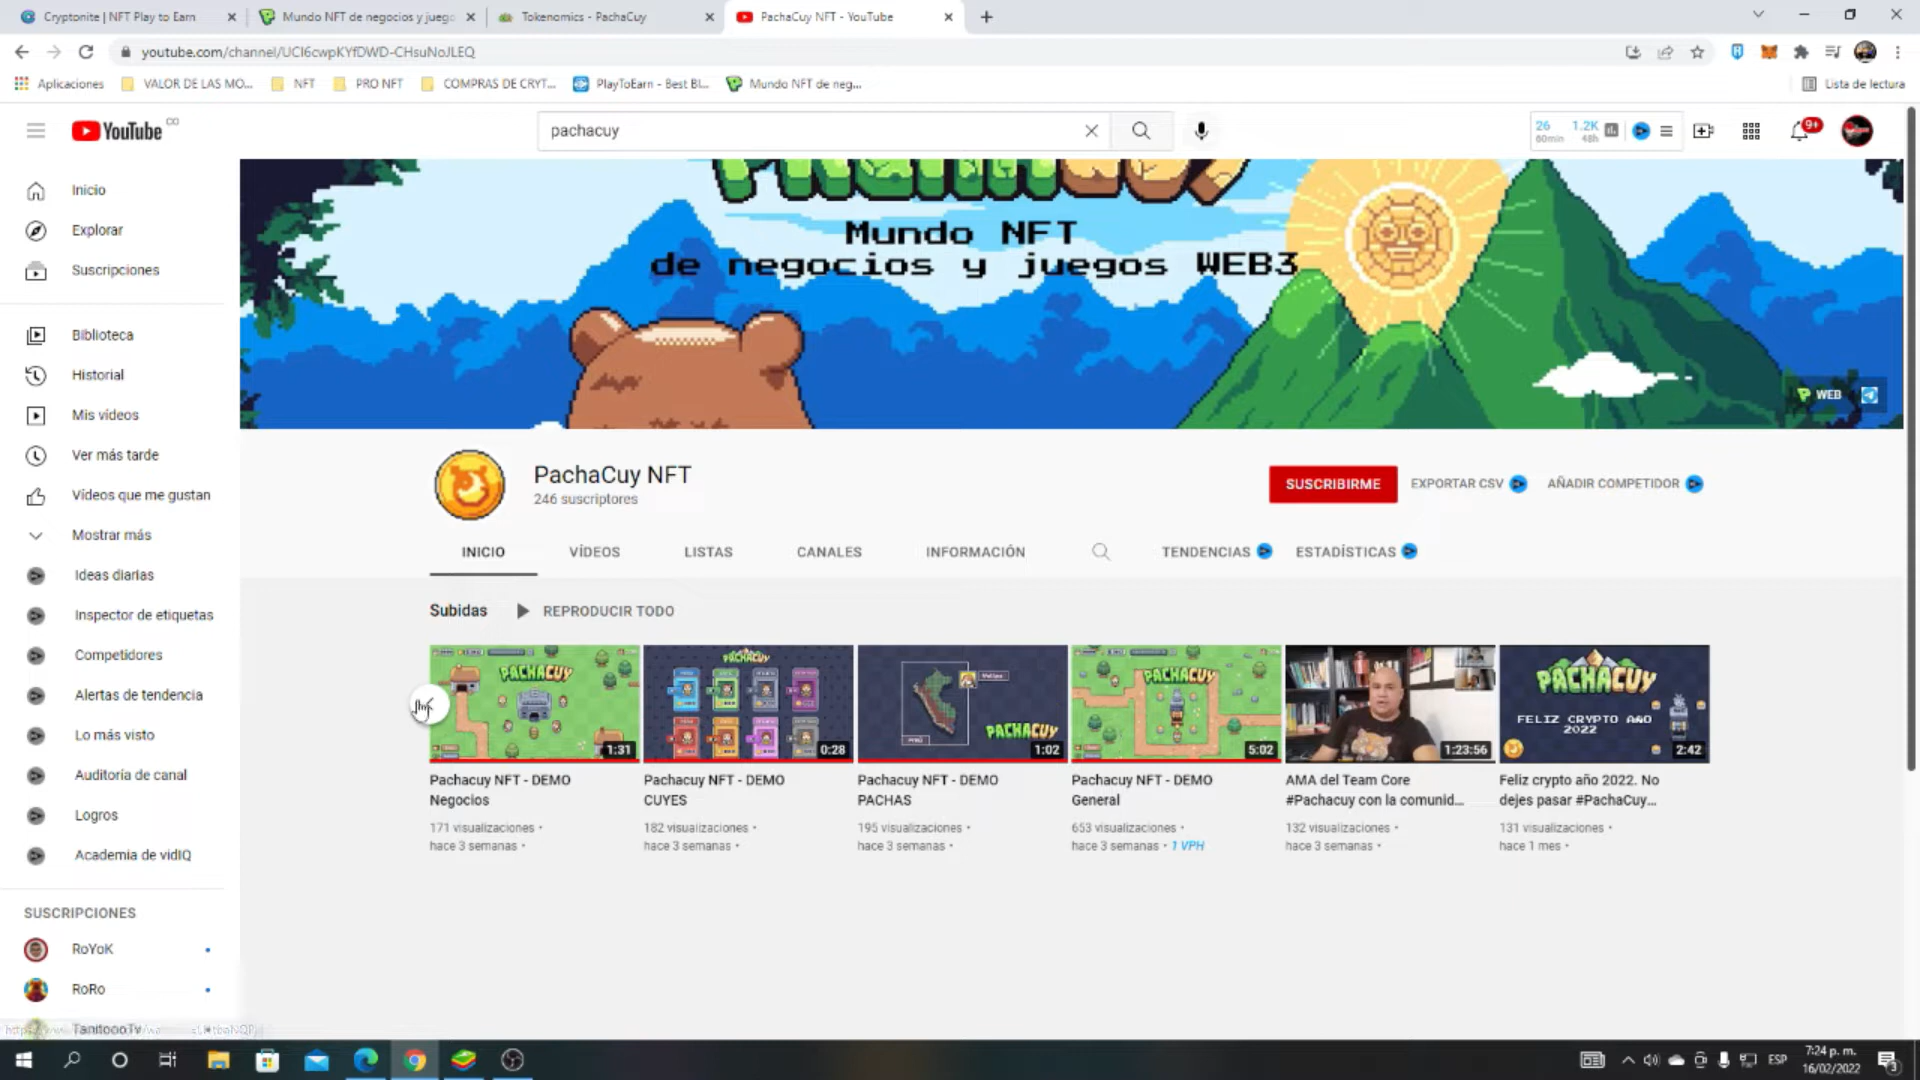 Cryptonite | NFT Play to Earn
Mundo NFT de negocios y juego
Tokenomics - PachaCuy
PachaCuy NFT - YouTube
youtube.com/channel/UCI6cwpKYfDWD-CHsuNoJLEQ
Aplicaciones
VALOR DE LAS MO...
NFT
PRO NFT
COMPRAS DE CRYT...
PlayToEarn - Best Bl...
Mundo NFT de neg...
Lista de lectura
YouTube CO
pachacuy
26
60min
1.2K
48h
9+
Inicio
Explorar
Suscripciones
Biblioteca
Historial
Mis vídeos
Ver más tarde
Vídeos que me gustan
Mostrar más
Ideas diarias
Inspector de etiquetas
Competidores
Alertas de tendencia
Lo más visto
Auditoría de canal
Logros
Academia de vidIQ
SUSCRIPCIONES
RoYoK
RoRo
PACHACUY
Mundo NFT
de negocios y juegos WEB3
WEB
PachaCuy NFT
246 suscriptores
SUSCRIBIRME
EXPORTAR CSV
AÑADIR COMPETIDOR
INICIO
VÍDEOS
LISTAS
CANALES
INFORMACIÓN
TENDENCIAS
ESTADÍSTICAS
Subidas
REPRODUCIR TODO
PACHACUY
1:31
Pachacuy NFT - DEMO
Negocios
171 visualizaciones •
hace 3 semanas •
PACHACUY
0:28
Pachacuy NFT - DEMO
CUYES
182 visualizaciones •
hace 3 semanas •
PACHACUY
1:02
Pachacuy NFT - DEMO
PACHAS
195 visualizaciones •
hace 3 semanas •
PACHACUY
5:02
Pachacuy NFT - DEMO
General
653 visualizaciones •
hace 3 semanas • 1 VPH
1:23:56
AMA del Team Core
#Pachacuy con la comunid...
132 visualizaciones •
hace 3 semanas •
PACHACUY
FELIZ CRYPTO AÑO
2022
2:42
Feliz crypto año 2022. No
dejes pasar #PachaCuy...
131 visualizaciones •
hace 1 mes •
ESP
7:24 p. m.
16/02/2022
3